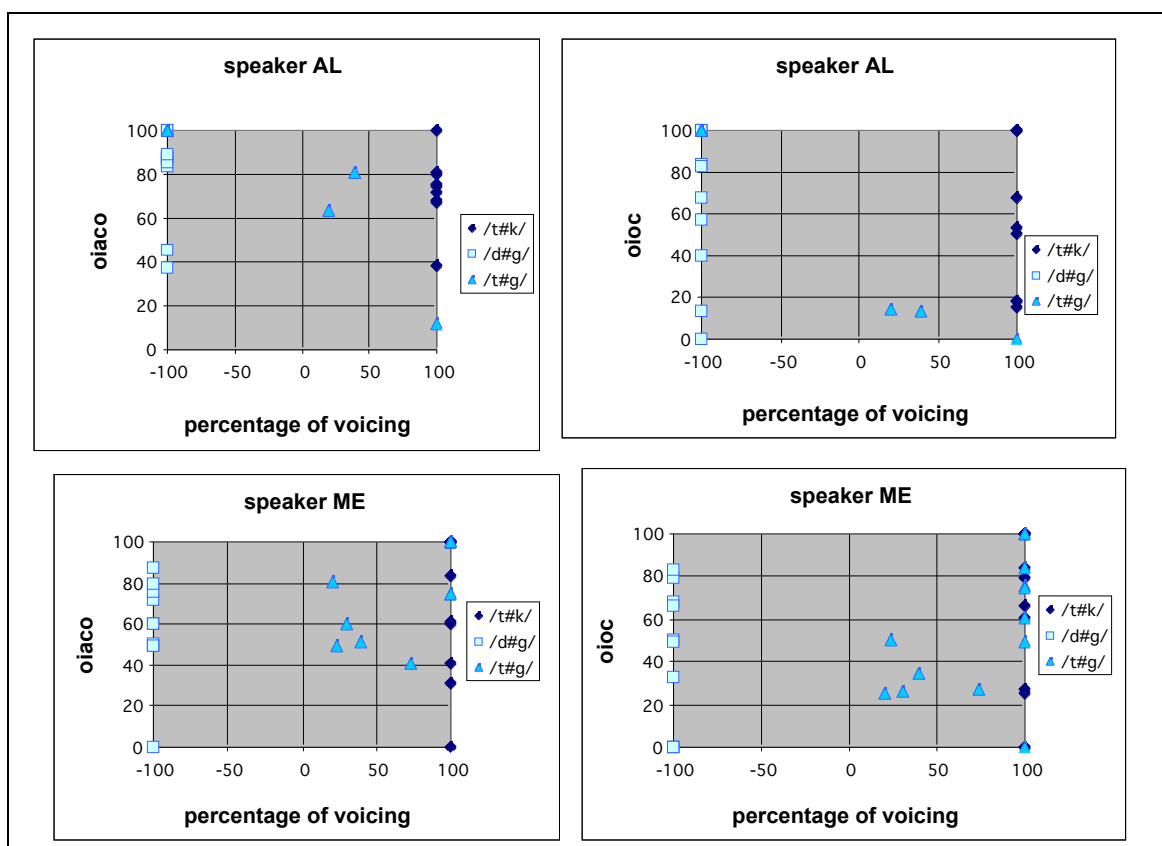 speaker AL
oiaco
100
80
60
40
20
0
-100 -50 0 50 100
percentage of voicing
/t#k/
/d#g/
/t#g/
speaker AL
oioc
100
80
60
40
20
0
-100 -50 0 50 100
percentage of voicing
/t#k/
/d#g/
/t#g/
speaker ME
oiaco
100
80
60
40
20
0
-100 -50 0 50 100
percentage of voicing
/t#k/
/d#g/
/t#g/
speaker ME
oioc
100
80
60
40
20
0
-100 -50 0 50 100
percentage of voicing
/t#k/
/d#g/
/t#g/